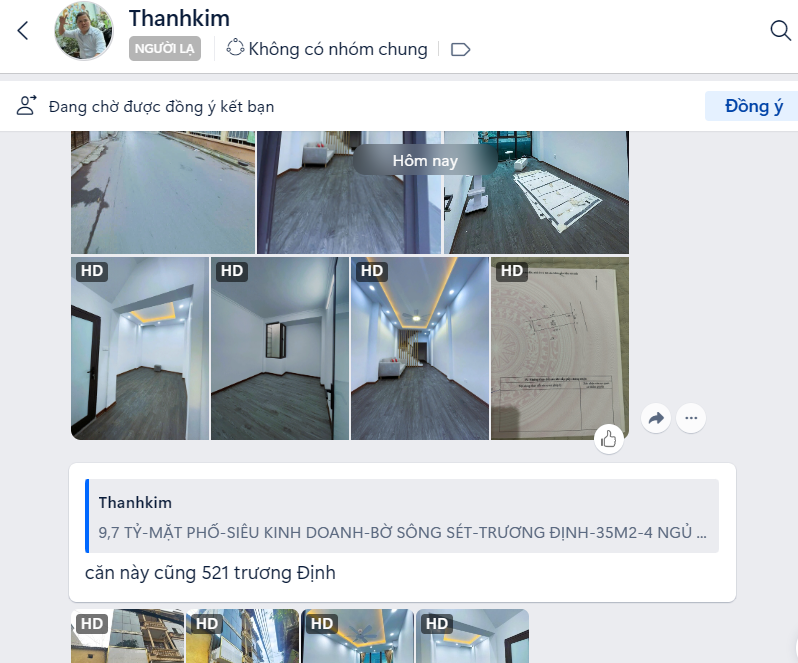 Thanhkim
NGƯỜI LẠ
Không có nhóm chung
Đang chờ được đồng ý kết bạn
Đồng ý
Hôm nay
HD
HD
HD
HD
Thanhkim
9,7 TỶ-MẶT PHỐ-SIÊU KINH DOANH-BỜ SÔNG SÉT-TRƯƠNG ĐỊNH-35M2-4 NGỦ ...
căn này cũng 521 trương Định
HD
HD
HD
HD